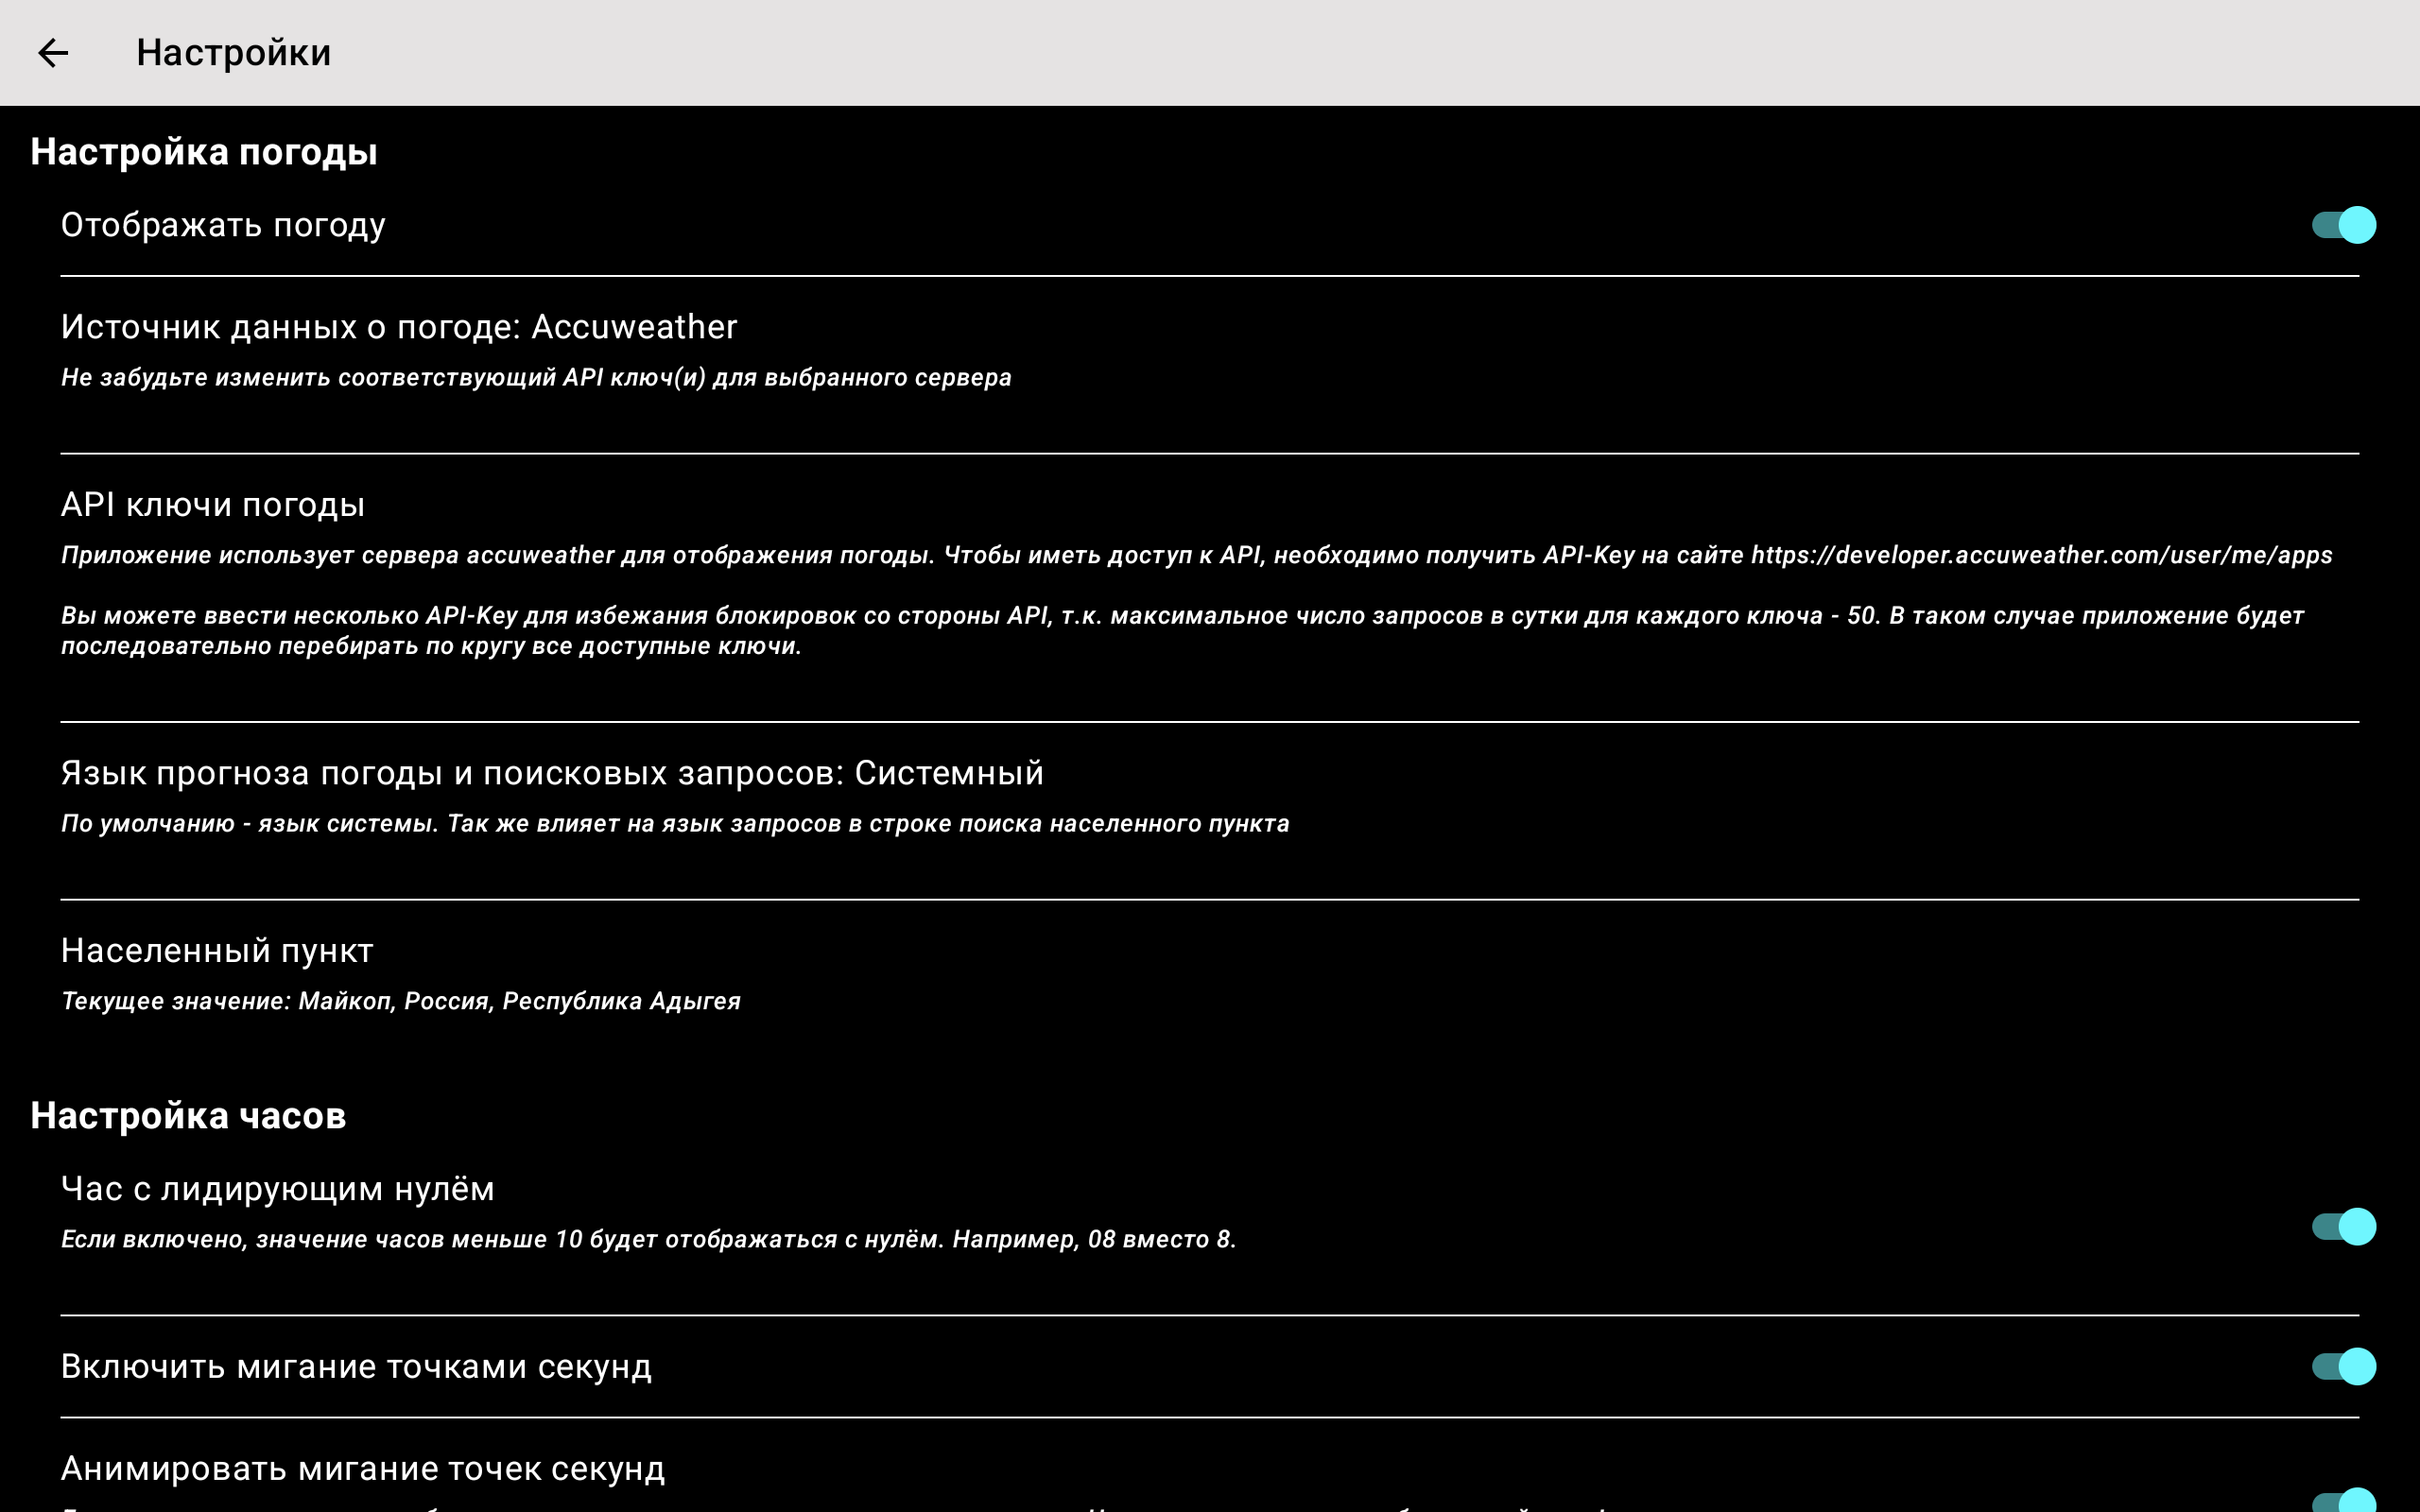 Настройки
Настройка погоды
Отображать погоду
Источник данных о погоде: Accuweather
Не забудьте изменить соответствующий API ключ(и) для выбранного сервера
API ключи погоды
Приложение использует сервера accuweather для отображения погоды. Чтобы иметь доступ к API, необходимо получить API-Key на сайте https://developer.accuweather.com/user/me/apps
Вы можете ввести несколько API-Key для избежания блокировок со стороны API, т.к. максимальное число запросов в сутки для каждого ключа - 50. В таком случае приложение будет
последовательно перебирать по кругу все доступные ключи.
Язык прогноза погоды и поисковых запросов: Системный
По умолчанию - язык системы. Так же влияет на язык запросов в строке поиска населенного пункта
Населенный пункт
Текущее значение: Майкоп, Россия, Республика Адыгея
Настройка часов
Час с лидирующим нулём
Если включено, значение часов меньше 10 будет отображаться с нулём. Например, 08 вместо 8.
Включить мигание точками секунд
Анимировать мигание точек секунд